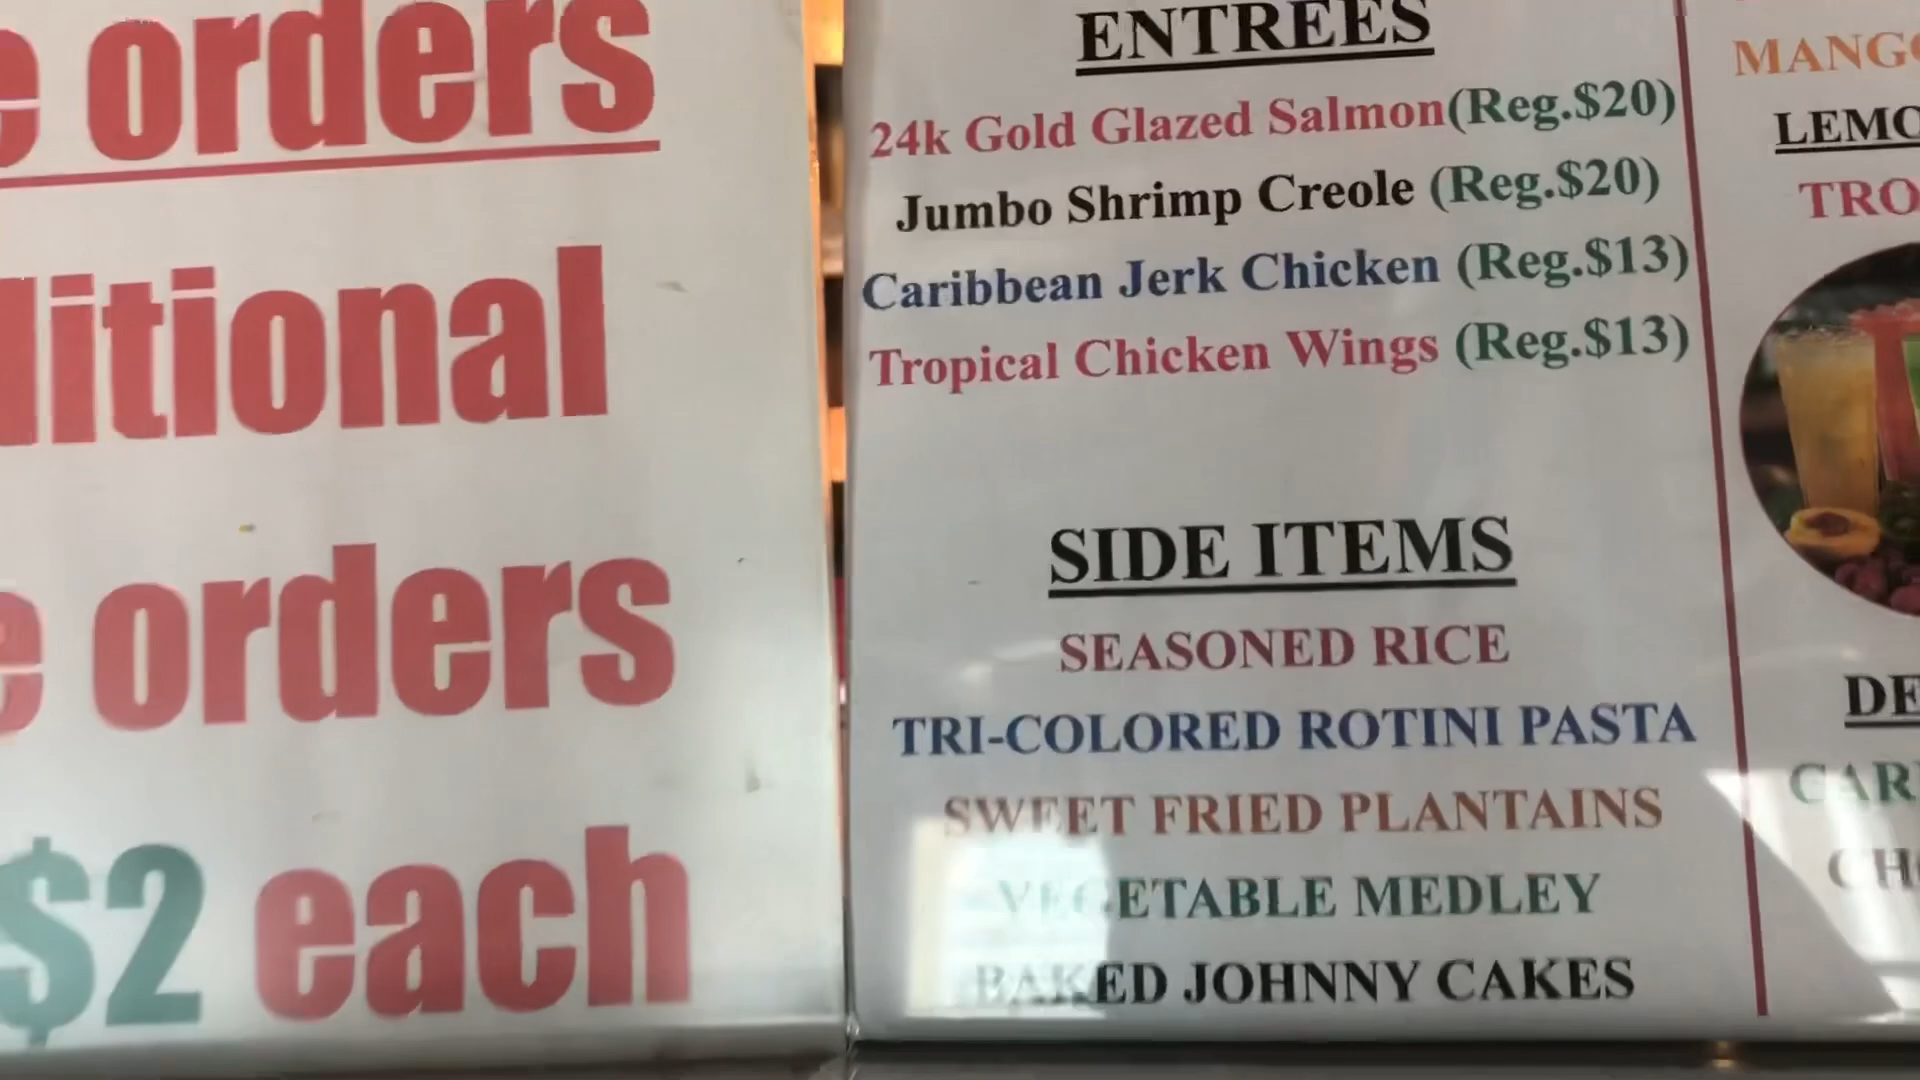 orders
orders
$2 each
ENTREES
24k Gold Glazed Salmon(Reg.$20)
Jumbo Shrimp Creole (Reg.$20)
Caribbean Jerk Chicken (Reg.$13)
Tropical Chicken Wings (Reg.$13)
SIDE ITEMS
SEASONED RICE
TRI-COLORED ROTINI PASTA
SWEET FRIED PLANTAINS
VEGETABLE MEDLEY
BAKED JOHNNY CAKES